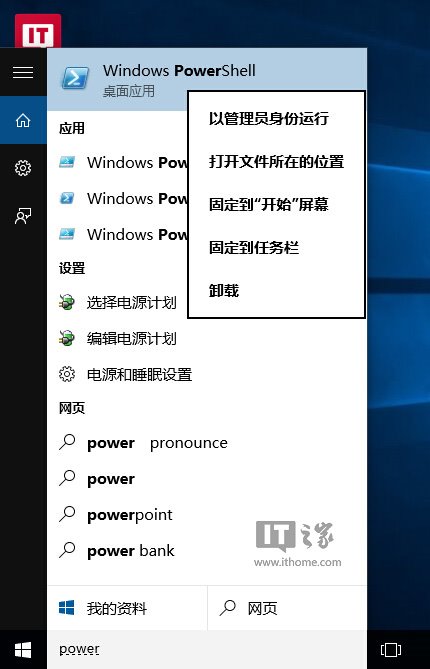 IT
Windows PowerShell
桌面应用
以管理员身份运行
打开文件所在的位置
固定到“开始”屏幕
固定到任务栏
卸载
应用
Windows Pow
Windows Pow
Windows Pow
设置
选择电源计划
编辑电源计划
电源和睡眠设置
网页
power pronounce
power
powerpoint
power bank
IT之家
www.ithome.com
我的资料
网页
power